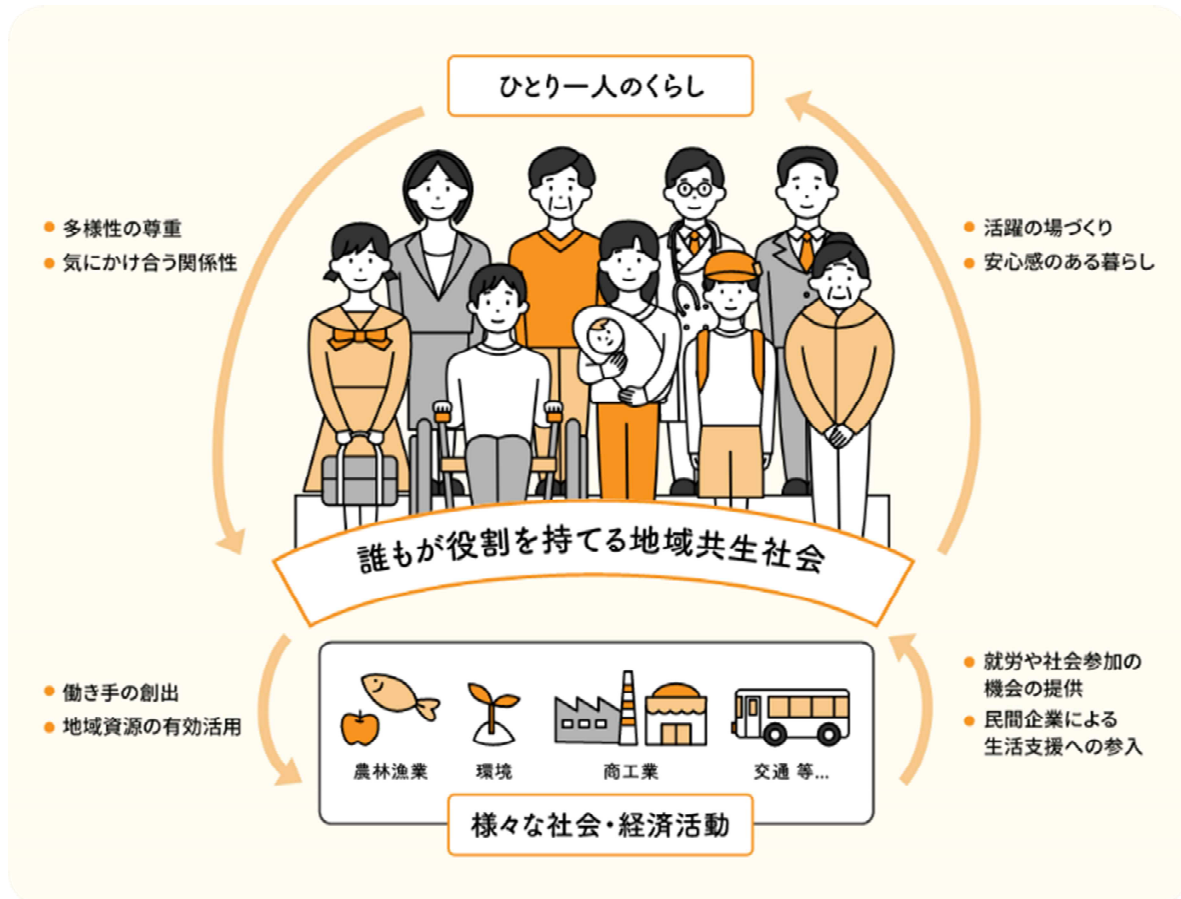 ひとり一人のくらし
● 多様性の尊重
● 気にかけ合う関係性
● 活躍の場づくり
● 安心感のある暮らし
誰もが役割を持てる地域共生社会
● 働き手の創出
● 地域資源の有効活用
● 就労や社会参加の
機会の提供
● 民間企業による
生活支援への参入
農林漁業
環境
商工業
交通 等...
様々な社会・経済活動